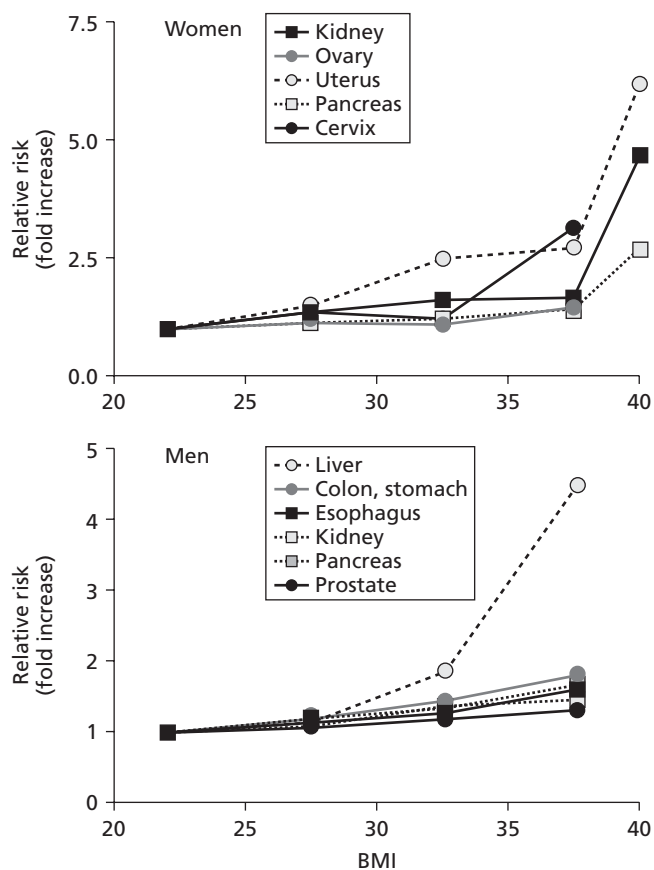 Women
Kidney
Ovary
Uterus
Pancreas
Cervix
Relative risk
(fold increase)
7.5
5.0
2.5
0.0
20 25 30 35 40
Men
Liver
Colon, stomach
Esophagus
Kidney
Pancreas
Prostate
Relative risk
(fold increase)
5
4
3
2
1
0
20 25 30 35 40
BMI